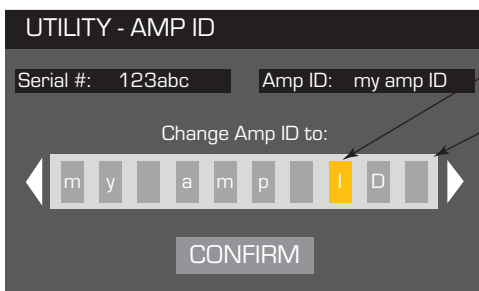 UTILITY - AMP ID
Serial #: 123abc Amp ID: my amp ID
Change Amp ID to:
m y a m p I D
CONFIRM